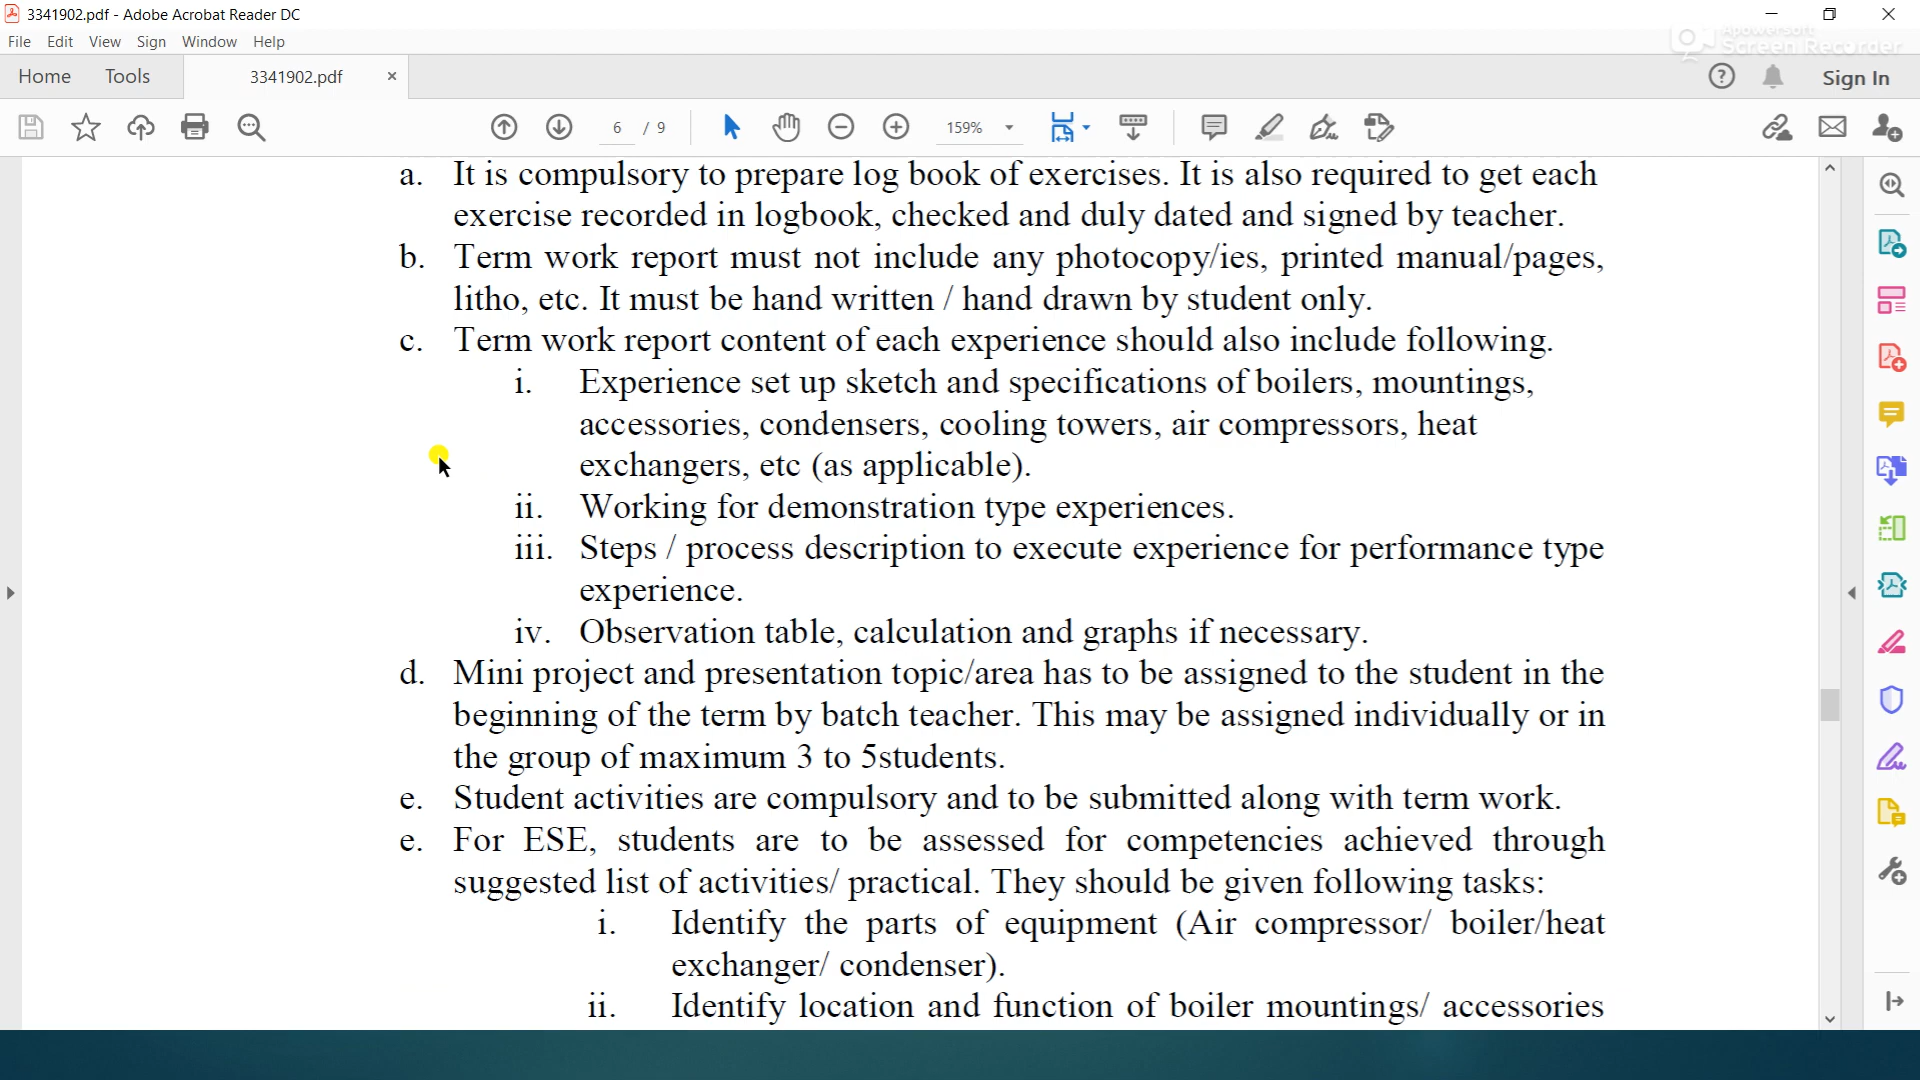 3341902.pdf - Adobe Acrobat Reader DC
File Edit View Sign Window Help
Apowersoft
Screen Recorder
Home Tools 3341902.pdf × Sign In
6 / 9 159%
a. It is compulsory to prepare log book of exercises. It is also required to get each
exercise recorded in logbook, checked and duly dated and signed by teacher.
b. Term work report must not include any photocopy/ies, printed manual/pages,
litho, etc. It must be hand written / hand drawn by student only.
c. Term work report content of each experience should also include following.
i. Experience set up sketch and specifications of boilers, mountings,
accessories, condensers, cooling towers, air compressors, heat
exchangers, etc (as applicable).
ii. Working for demonstration type experiences.
iii. Steps / process description to execute experience for performance type
experience.
iv. Observation table, calculation and graphs if necessary.
d. Mini project and presentation topic/area has to be assigned to the student in the
beginning of the term by batch teacher. This may be assigned individually or in
the group of maximum 3 to 5students.
e. Student activities are compulsory and to be submitted along with term work.
e. For ESE, students are to be assessed for competencies achieved through
suggested list of activities/ practical. They should be given following tasks:
i. Identify the parts of equipment (Air compressor/ boiler/heat
exchanger/ condenser).
ii. Identify location and function of boiler mountings/ accessories